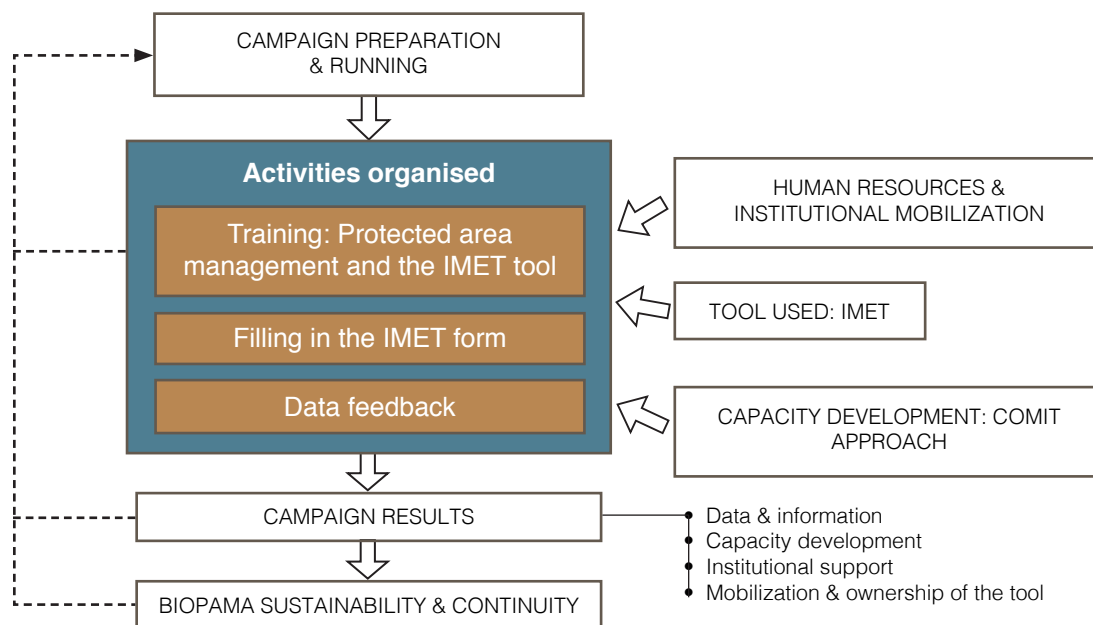 CAMPAIGN PREPARATION
& RUNNING
Activities organised
Training: Protected area
management and the IMET tool
Filling in the IMET form
Data feedback
HUMAN RESOURCES &
INSTITUTIONAL MOBILIZATION
TOOL USED: IMET
CAPACITY DEVELOPMENT: COMIT
APPROACH
CAMPAIGN RESULTS
Data & information
Capacity development
Institutional support
Mobilization & ownership of the tool
BIOPAMA SUSTAINABILITY & CONTINUITY